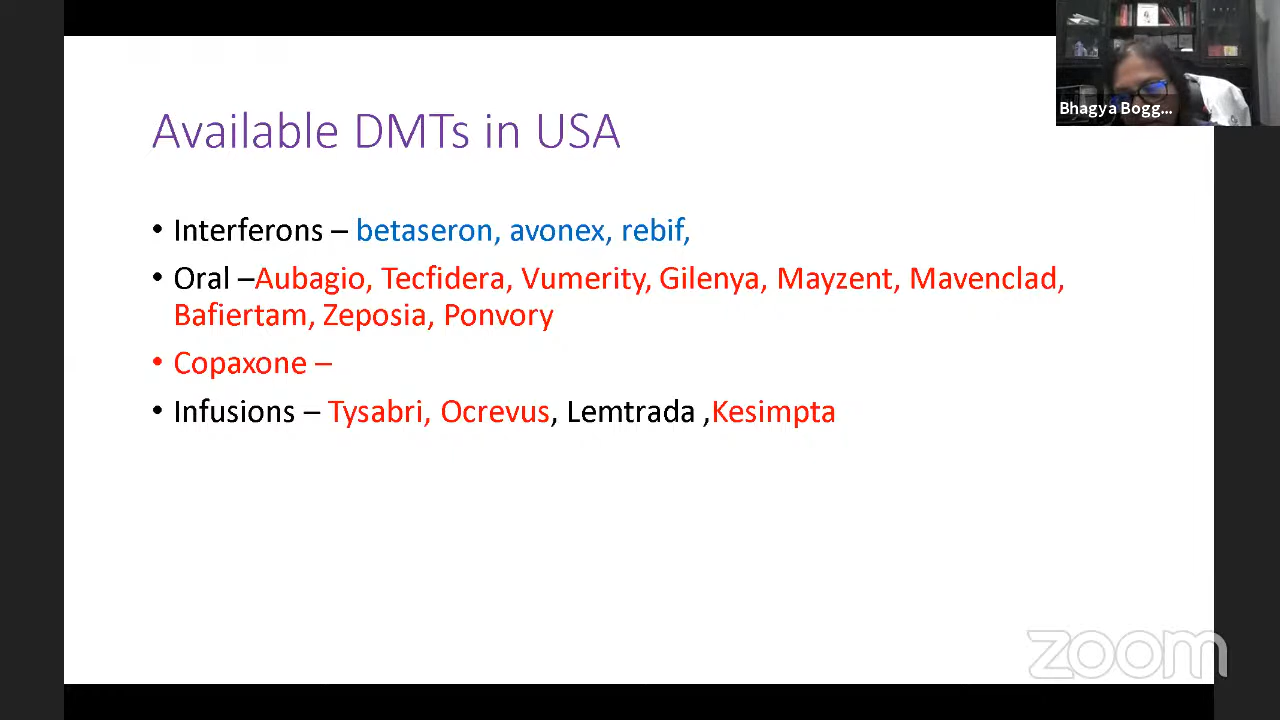 Bhagya Bogg...
Available DMTs in USA
• Interferons – betaseron, avonex, rebif,
• Oral –Aubagio, Tecfidera, Vumerity, Gilenya, Mayzent, Mavenclad,
Bafiertam, Zeposia, Ponvory
• Copaxone –
• Infusions – Tysabri, Ocrevus, Lemtrada ,Kesimpta
zoom